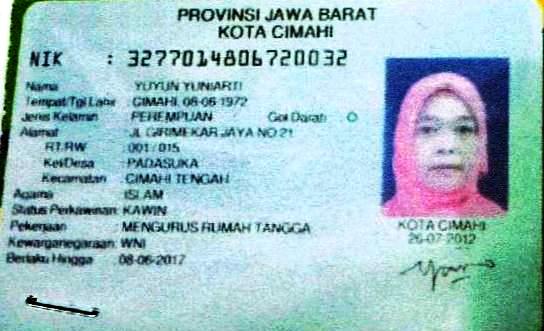 PROVINSI JAWA BARAT
KOTA CIMAHI
NIK : 3277014806720032
Nama : YUYUN YUNIARTI
Tempat/Tgl Lahir : CIMAHI, 08-06-1972
Jenis Kelamin : PEREMPUAN Gol Darah : O
Alamat : JL GIRIMEKAR JAYA NO 21
RT/RW : 001 / 015
Kel/Desa : PADASUKA
Kecamatan : CIMAHI TENGAH
Agama : ISLAM
Status Perkawinan: KAWIN
Pekerjaan : MENGURUS RUMAH TANGGA
Kewarganegaraan: WNI
Berlaku Hingga : 08-06-2017
KOTA CIMAHI
26-07-2012